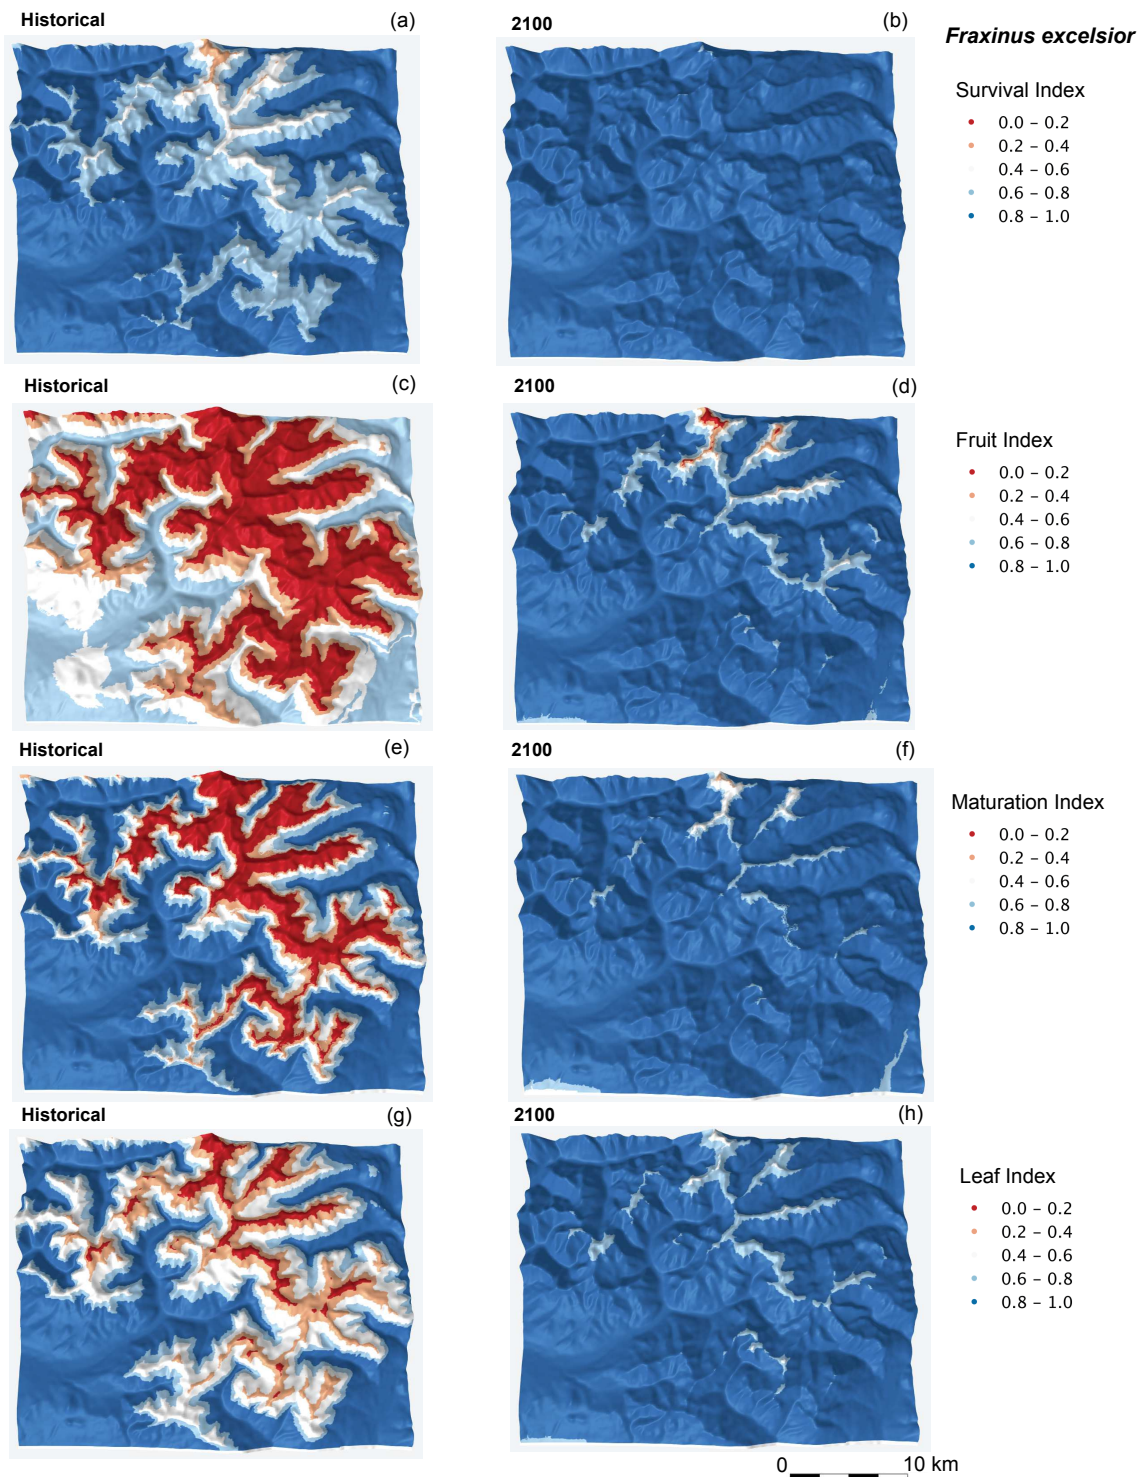 Historical (a) 2100 (b)
Fraxinus excelsior
Survival Index
0.0 – 0.2
0.2 – 0.4
0.4 – 0.6
0.6 – 0.8
0.8 – 1.0
Historical (c) 2100 (d)
Fruit Index
0.0 – 0.2
0.2 – 0.4
0.4 – 0.6
0.6 – 0.8
0.8 – 1.0
Historical (e) 2100 (f)
Maturation Index
0.0 – 0.2
0.2 – 0.4
0.4 – 0.6
0.6 – 0.8
0.8 – 1.0
Historical (g) 2100 (h)
Leaf Index
0.0 – 0.2
0.2 – 0.4
0.4 – 0.6
0.6 – 0.8
0.8 – 1.0
0 10 km